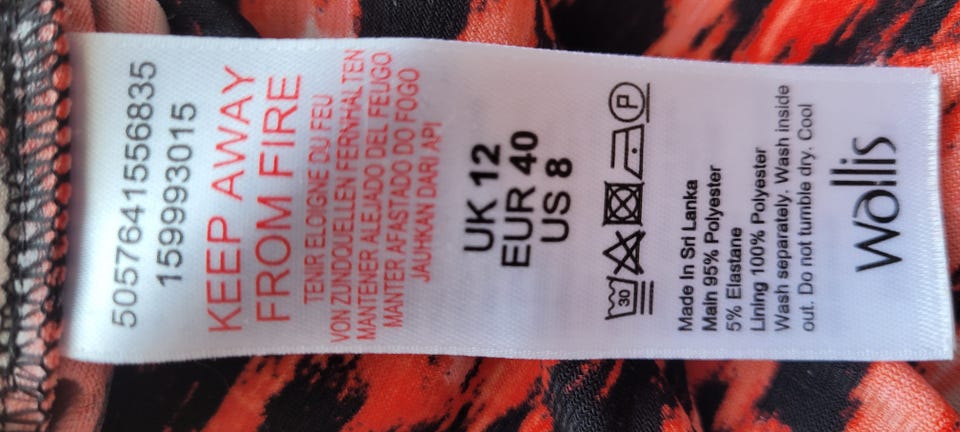 5057641556835
159993015
KEEP AWAY
FROM FIRE
TENIR ELOIGNE DU FEU
VON ZUNDQUELLEN FERNHALTEN
MANTENER ALEJADO DEL FEUGO
MANTER AFASTADO DO FOGO
JAUHKAN DARI API
UK 12
EUR 40
US 8
30 P
Made in Sri Lanka
Main 95% Polyester
5% Elastane
Lining 100% Polyester
Wash separately. Wash inside
out. Do not tumble dry. Cool
wallis